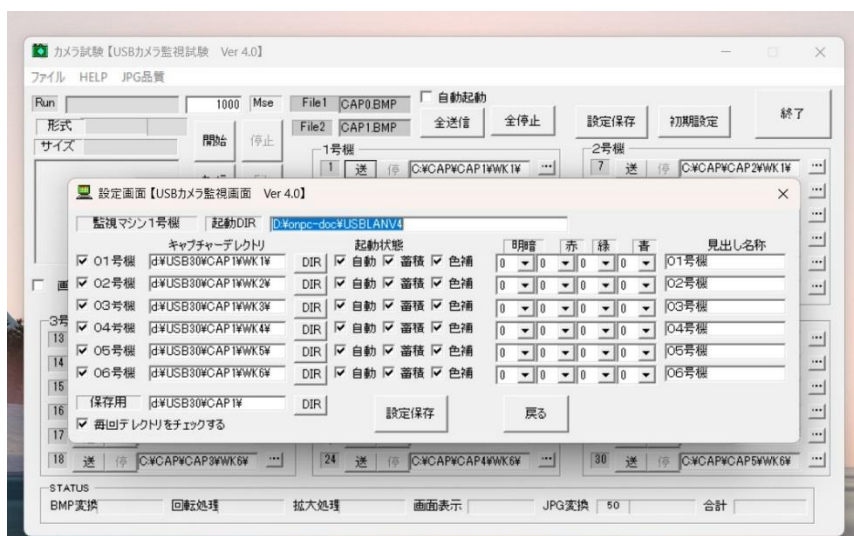 カメラ試験【USBカメラ監視試験 Ver 4.0】
ファイル HELP JPG品質
Run 1000 Mse File1 CAP0.BMP 自動起動
形式 File2 CAP1.BMP 全送信 全停止 設定保存 初期設定 終了
サイズ 開始 停止
1号機 2号機
1 送 停 C:¥CAP¥CAP1¥WK1¥ ... 7 送 停 C:¥CAP¥CAP2¥WK1¥ ...
設定画面【USBカメラ監視画面 Ver 4.0】
監視マシン1号機 起動DIR D:¥onpc-doc¥USBLANV4
キャプチャーデレクトリ 起動状態 明暗 赤 緑 青 見出し名称
01号機 d¥USB30¥CAP1¥WK1¥ DIR 自動 蓄積 色補 0 0 0 0 01号機
02号機 d¥USB30¥CAP1¥WK2¥ DIR 自動 蓄積 色補 0 0 0 0 02号機
03号機 d¥USB30¥CAP1¥WK3¥ DIR 自動 蓄積 色補 0 0 0 0 03号機
04号機 d¥USB30¥CAP1¥WK4¥ DIR 自動 蓄積 色補 0 0 0 0 04号機
05号機 d¥USB30¥CAP1¥WK5¥ DIR 自動 蓄積 色補 0 0 0 0 05号機
06号機 d¥USB30¥CAP1¥WK6¥ DIR 自動 蓄積 色補 0 0 0 0 06号機
保存用 d¥USB30¥CAP1¥ DIR 設定保存 戻る
毎回デレクトリをチェックする
3号
13
14
15
16
17
18 送 停 C:¥CAP¥CAP3¥WK6¥ ... 24 送 停 C:¥CAP¥CAP4¥WK6¥ ... 30 送 停 C:¥CAP¥CAP5¥WK6¥ ...
STATUS
BMP変換 回転処理 拡大処理 画面表示 JPG変換 50 合計